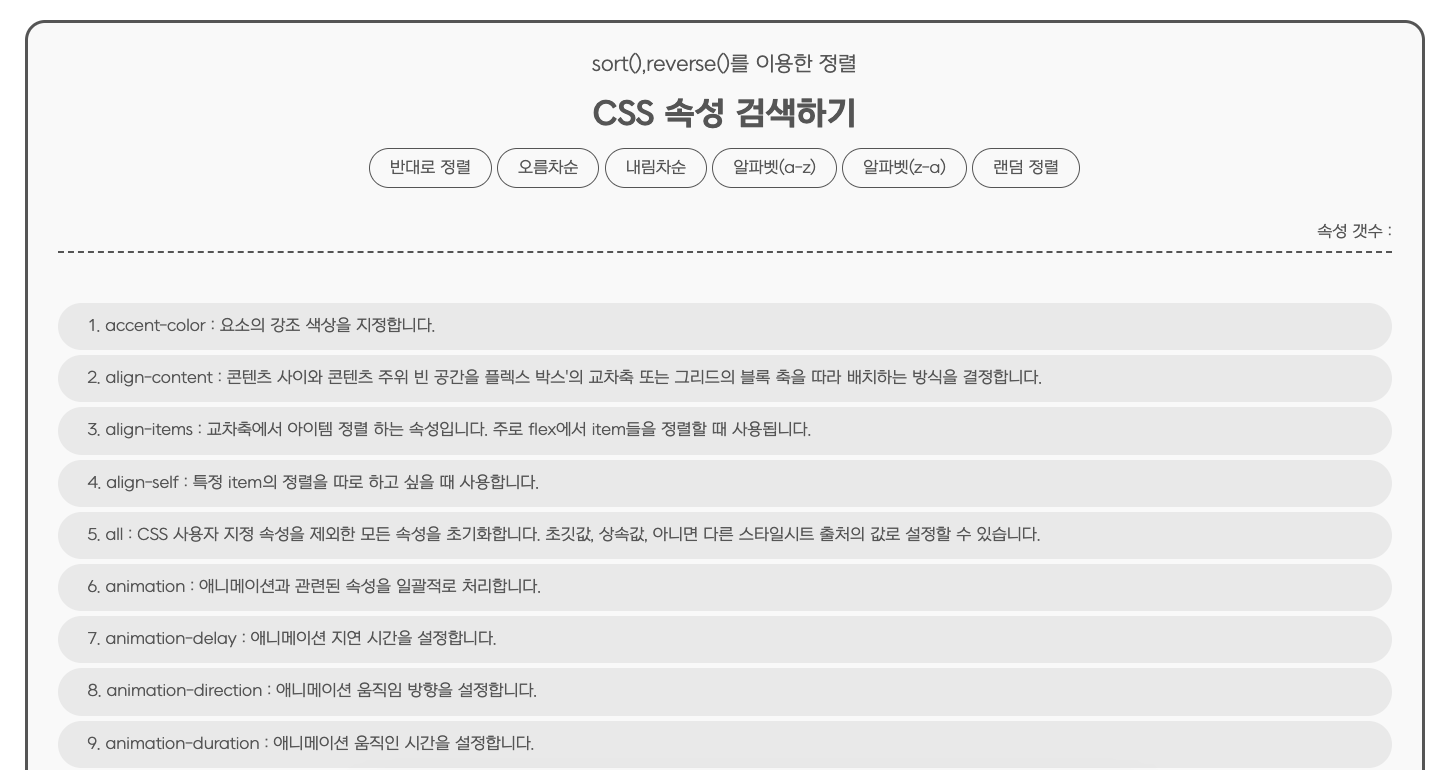 sort(),reverse()를 이용한 정렬
CSS 속성 검색하기
반대로 정렬 오름차순 내림차순 알파벳(a-z) 알파벳(z-a) 랜덤 정렬
속성 갯수 :
1. accent-color : 요소의 강조 색상을 지정합니다.
2. align-content : 콘텐츠 사이와 콘텐츠 주위 빈 공간을 플렉스 박스'의 교차축 또는 그리드의 블록 축을 따라 배치하는 방식을 결정합니다.
3. align-items : 교차축에서 아이템 정렬 하는 속성입니다. 주로 flex에서 item들을 정렬할 때 사용됩니다.
4. align-self : 특정 item의 정렬을 따로 하고 싶을 때 사용합니다.
5. all : CSS 사용자 지정 속성을 제외한 모든 속성을 초기화합니다. 초깃값, 상속값, 아니면 다른 스타일시트 출처의 값로 설정할 수 있습니다.
6. animation : 애니메이션과 관련된 속성을 일괄적로 처리합니다.
7. animation-delay : 애니메이션 지연 시간을 설정합니다.
8. animation-direction : 애니메이션 움직임 방향을 설정합니다.
9. animation-duration : 애니메이션 움직인 시간을 설정합니다.